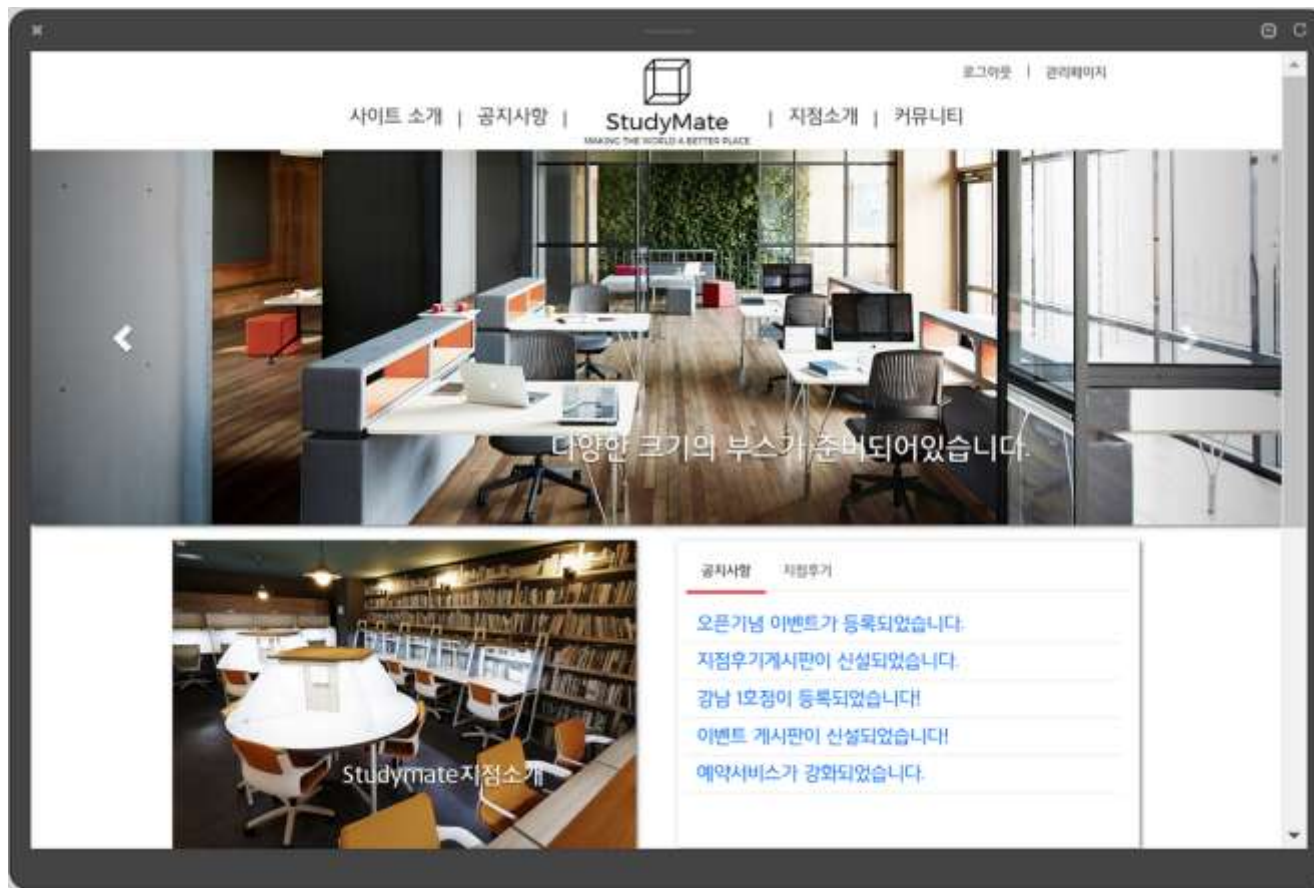 로그아웃 | 관리페이지
사이트 소개 | 공지사항 | StudyMate | 지점소개 | 커뮤니티
MAKING THE WORLD A BETTER PLACE
다양한 크기의 부스가 준비되어있습니다.
공지사항 지점후기
오픈기념 이벤트가 등록되었습니다.
지점후기게시판이 신설되었습니다.
강남 1호점이 등록되었습니다!
이벤트 게시판이 신설되었습니다!
예약서비스가 강화되었습니다.
Studymate지점소개